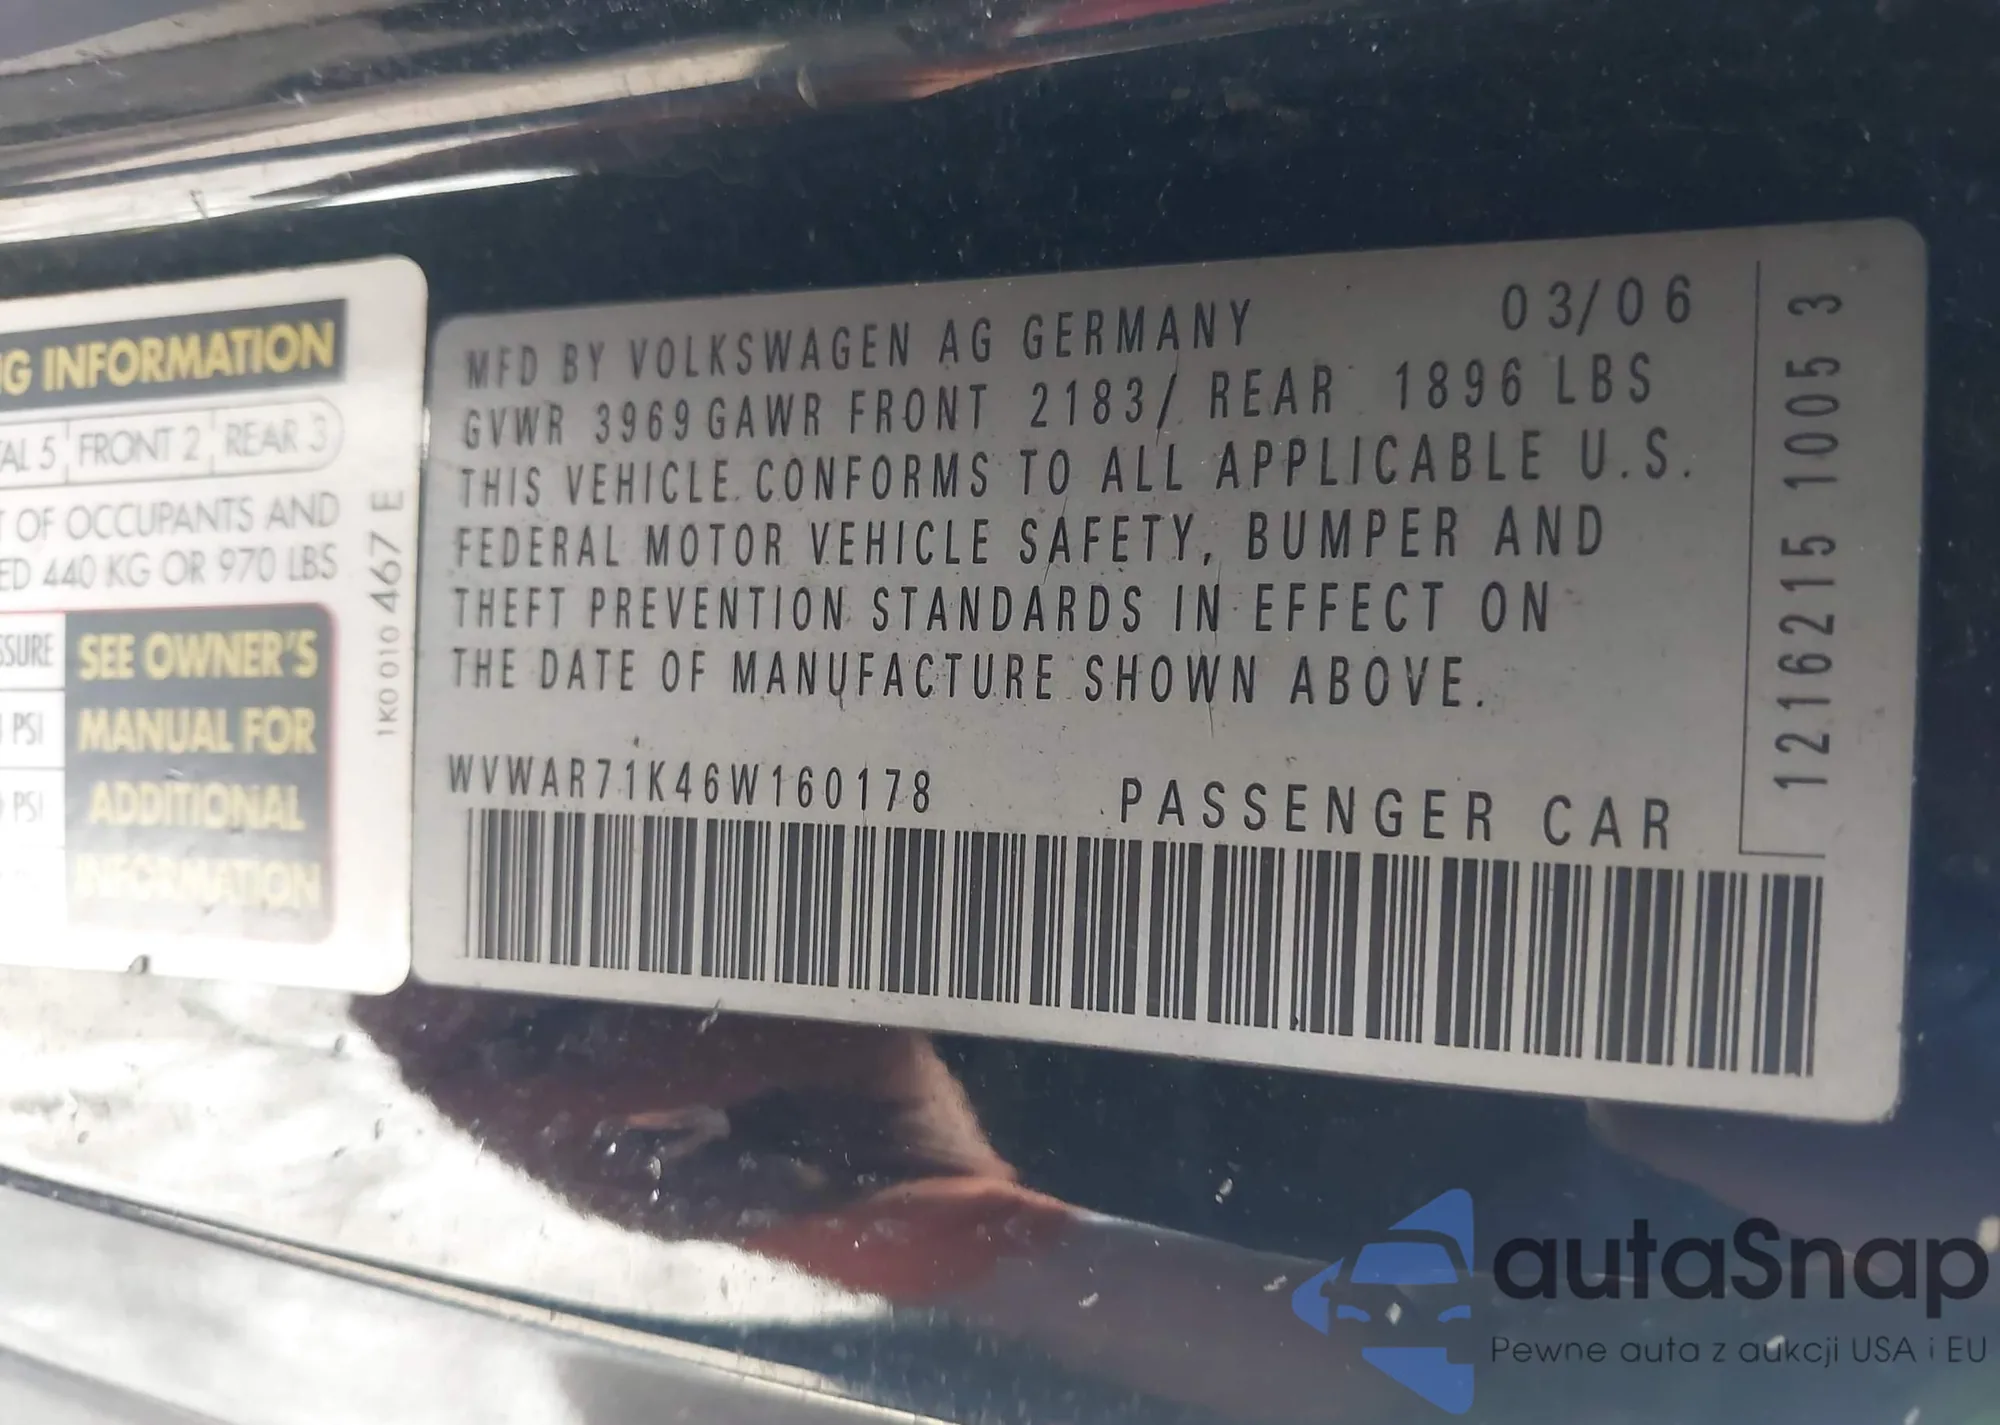 G INFORMATION
AL 5 FRONT 2 REAR 3
T OF OCCUPANTS AND
ED 440 KG OR 970 LBS
SSURE
PSI
PSI
SEE OWNER'S
MANUAL FOR
ADDITIONAL
INFORMATION
1K0 010 467 E
MFD BY VOLKSWAGEN AG GERMANY 03/06
GVWR 3969 GAWR FRONT 2183/ REAR 1896 LBS
THIS VEHICLE CONFORMS TO ALL APPLICABLE U.S.
FEDERAL MOTOR VEHICLE SAFETY, BUMPER AND
THEFT PREVENTION STANDARDS IN EFFECT ON
THE DATE OF MANUFACTURE SHOWN ABOVE.
WVWAR71K46W160178 PASSENGER CAR
1216215 1005 3
autaSnap
Pewne auta z aukcji USA i EU